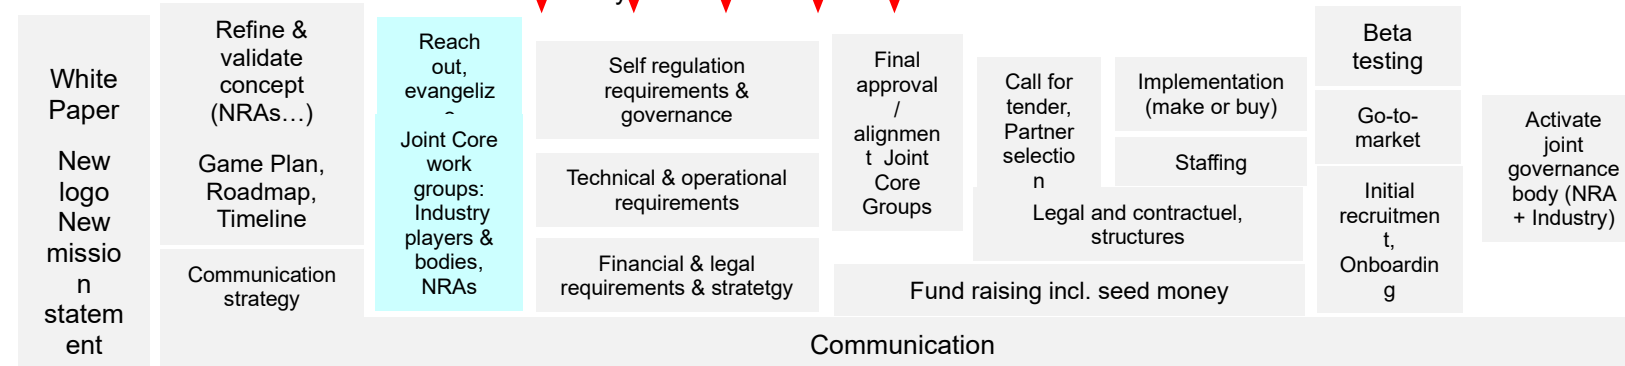 White
Paper
New
logo
New
missio
n
statem
ent
Refine &
validate
concept
(NRAs…)
Game Plan,
Roadmap,
Timeline
Communication
strategy
Reach
out,
evangeliz
Joint Core
work
groups:
Industry
players &
bodies,
NRAs
Self regulation
requirements &
governance
Technical & operational
requirements
Financial & legal
requirements & stratetgy
Final
approval
/
alignmen
t Joint
Core
Groups
Call for
tender,
Partner
selectio
n
Implementation
(make or buy)
Staffing
Legal and contractuel,
structures
Fund raising incl. seed money
Beta
testing
Go-to-
market
Initial
recruitmen
t,
Onboardin
g
Activate
joint
governance
body (NRA
+ Industry)
Communication